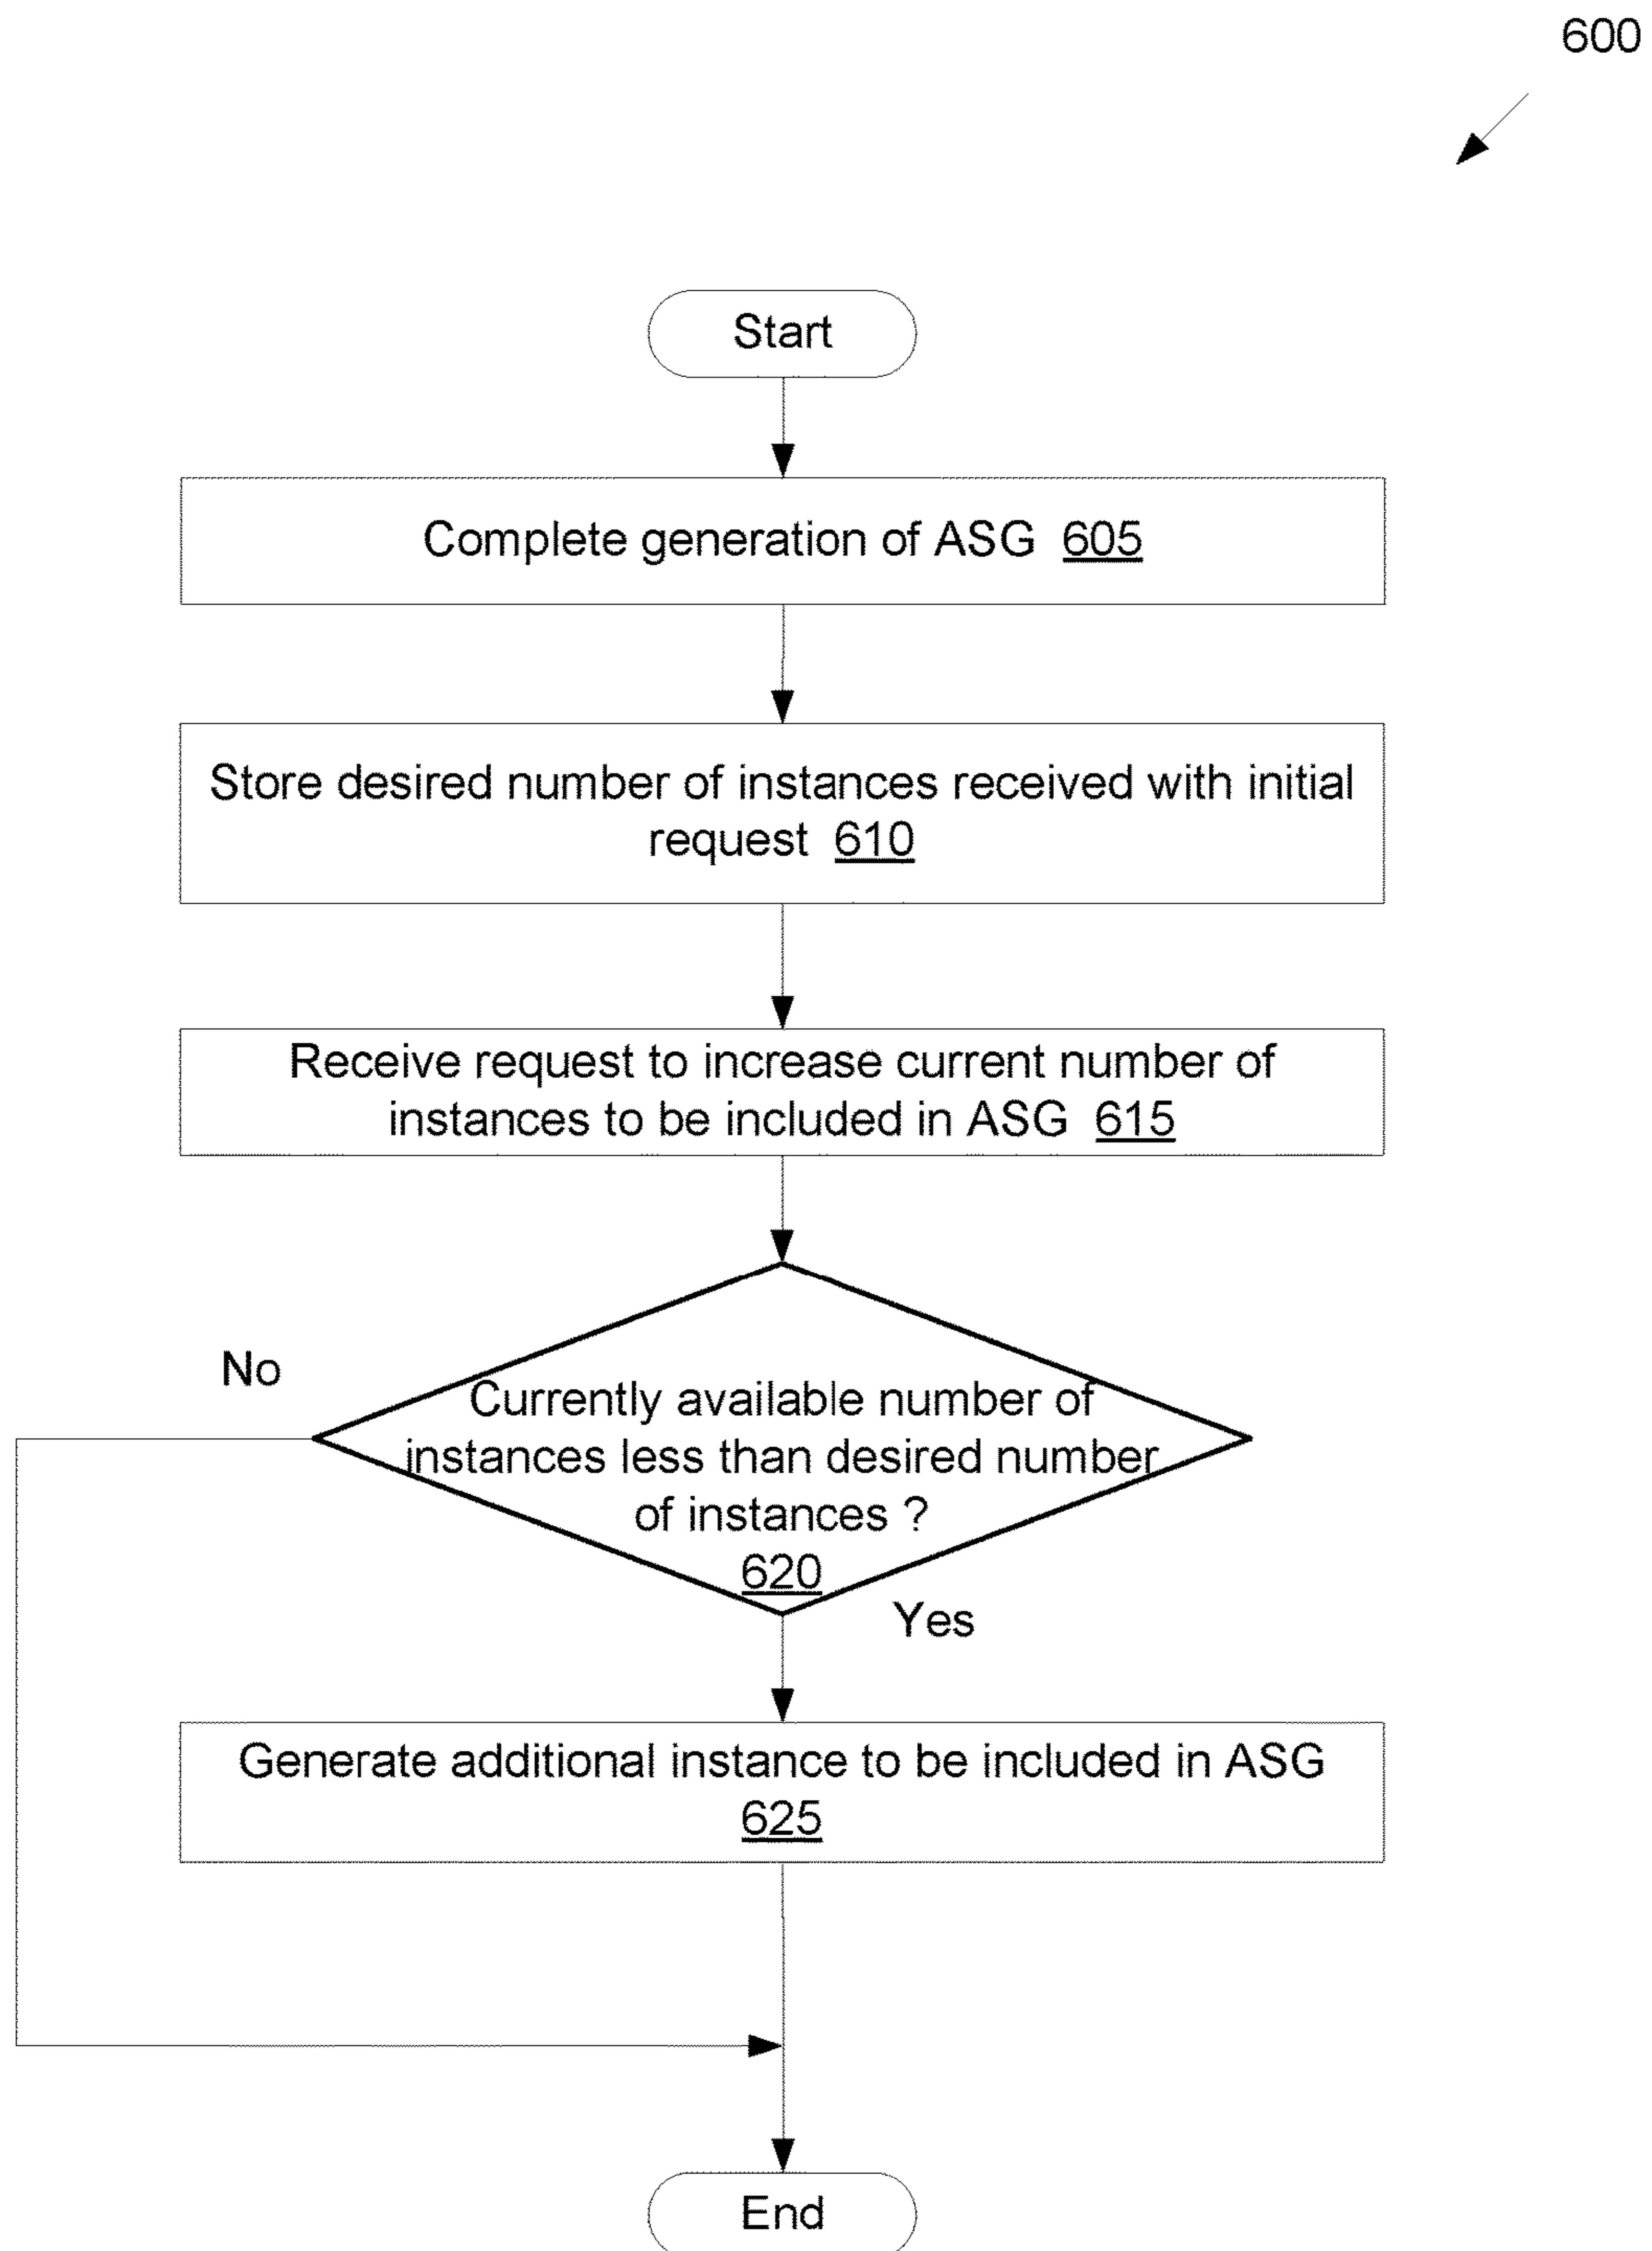 600
Start
Complete generation of ASG 605
Store desired number of instances received with initial
request 610
Receive request to increase current number of
instances to be included in ASG 615
No
Currently available number of
instances less than desired number
of instances ?
620
Yes
Generate additional instance to be included in ASG
625
End